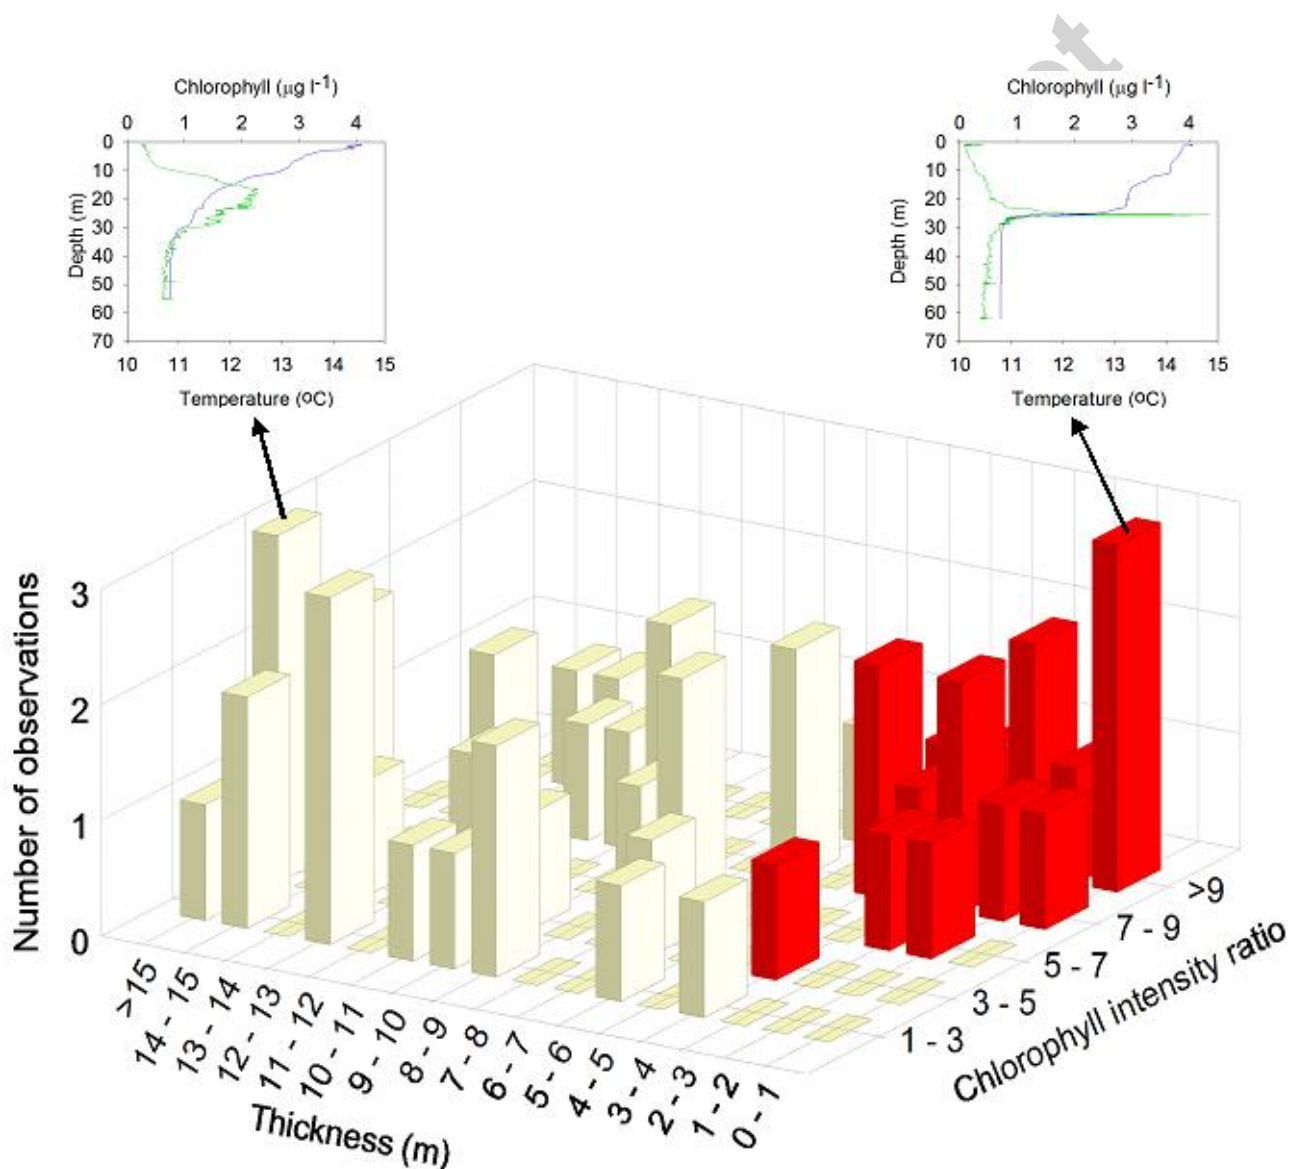 Chlorophyll (µg l-1)
0 1 2 3 4
0
10
20
30
40
50
60
70
Depth (m)
10 11 12 13 14 15
Temperature (oC)
Chlorophyll (µg l-1)
0 1 2 3 4
0
10
20
30
40
50
60
70
Depth (m)
10 11 12 13 14 15
Temperature (oC)
Number of observations
3
2
1
0
>15
14 - 15
13 - 14
12 - 13
11 - 12
10 - 11
9 - 10
8 - 9
7 - 8
6 - 7
5 - 6
4 - 5
3 - 4
2 - 3
1 - 2
0 - 1
Thickness (m)
1 - 3
3 - 5
5 - 7
7 - 9
>9
Chlorophyll intensity ratio